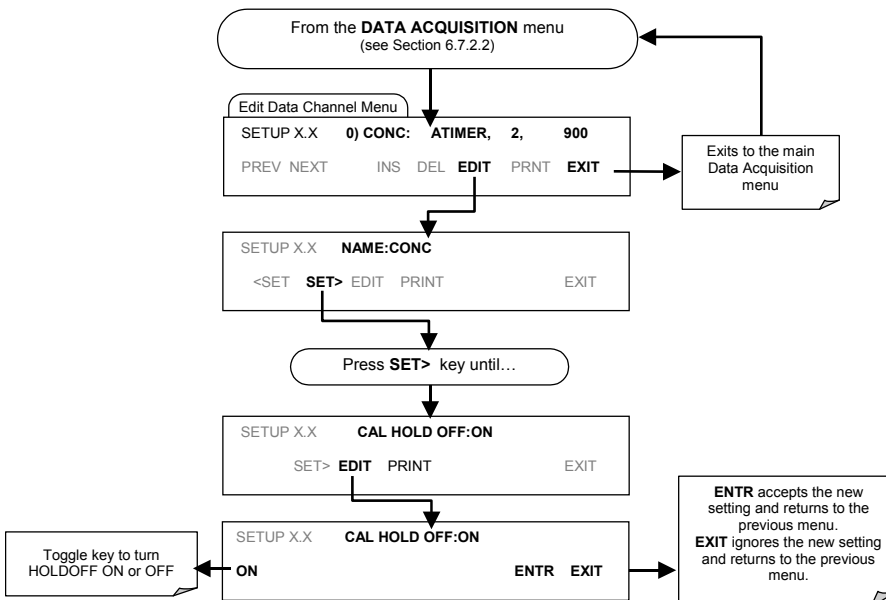 From the DATA ACQUISITION menu
(see Section 6.7.2.2)
Edit Data Channel Menu
SETUP X.X 0) CONC: ATIMER, 2, 900
PREV NEXT INS DEL EDIT PRNT EXIT
Exits to the main
Data Acquisition
menu
SETUP X.X NAME:CONC
<SET SET> EDIT PRINT EXIT
Press SET> key until…
SETUP X.X CAL HOLD OFF:ON
SET> EDIT PRINT EXIT
SETUP X.X CAL HOLD OFF:ON
ON ENTR EXIT
Toggle key to turn
HOLDOFF ON or OFF
ENTR accepts the new
setting and returns to the
previous menu.
EXIT ignores the new setting
and returns to the previous
menu.